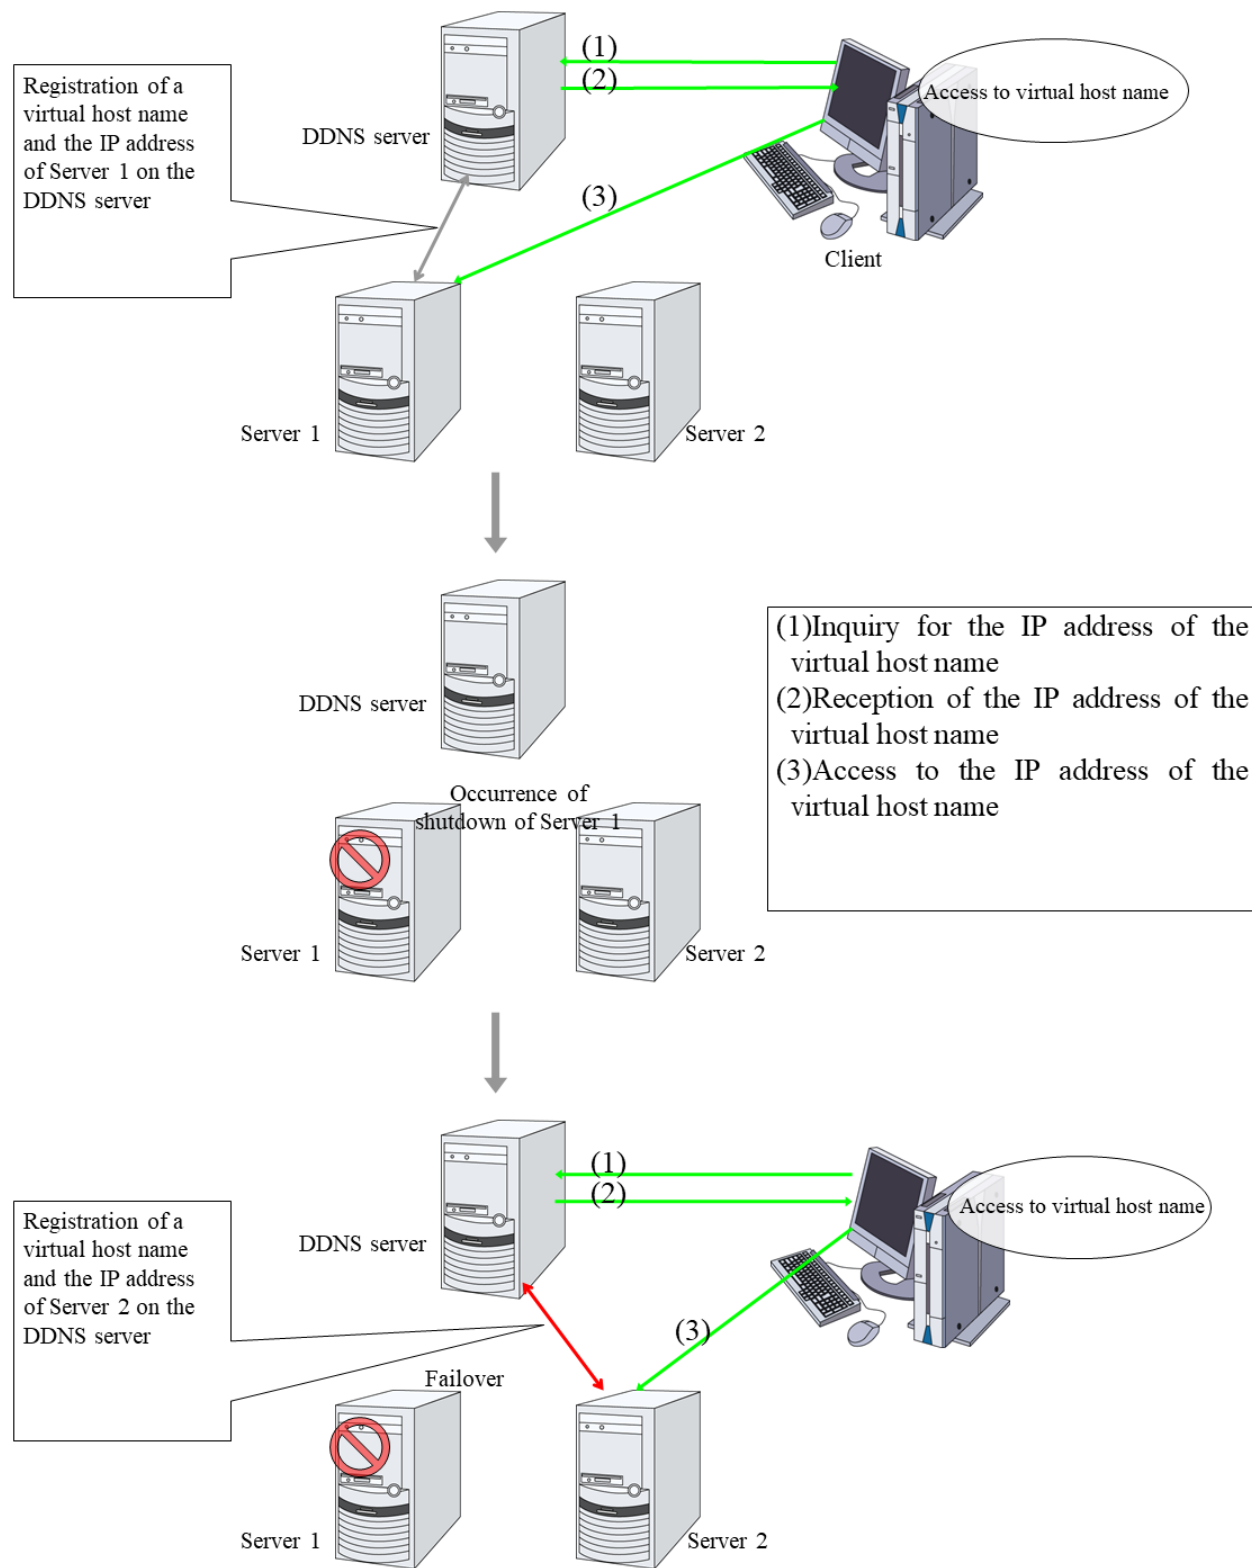 (1)
(2)
Access to virtual host name
Registration of a
virtual host name
and the IP address
of Server 1 on the
DDNS server
DDNS server
(3)
Client
Server 1
Server 2
DDNS server
(1)Inquiry for the IP address of the
virtual host name
(2)Reception of the IP address of the
virtual host name
(3)Access to the IP address of the
virtual host name
Occurrence of
shutdown of Server 1
Server 1
Server 2
(1)
(2)
Access to virtual host name
Registration of a
virtual host name
and the IP address
of Server 2 on the
DDNS server
DDNS server
(3)
Failover
Server 1
Server 2